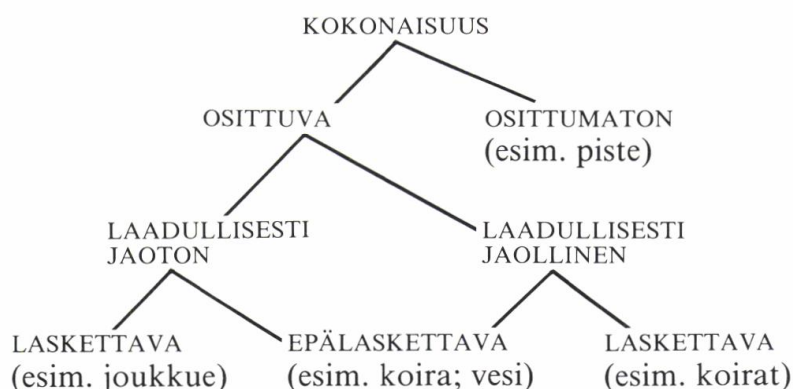 KOKONAISUUS
OSITTUVA OSITTUMATON
(esim. piste)
LAADULLISESTI LAADULLISESTI
JAOTON JAOLLINEN
LASKETTAVA EPÄLASKETTAVA LASKETTAVA
(esim. joukkue) (esim. koira; vesi) (esim. koirat)